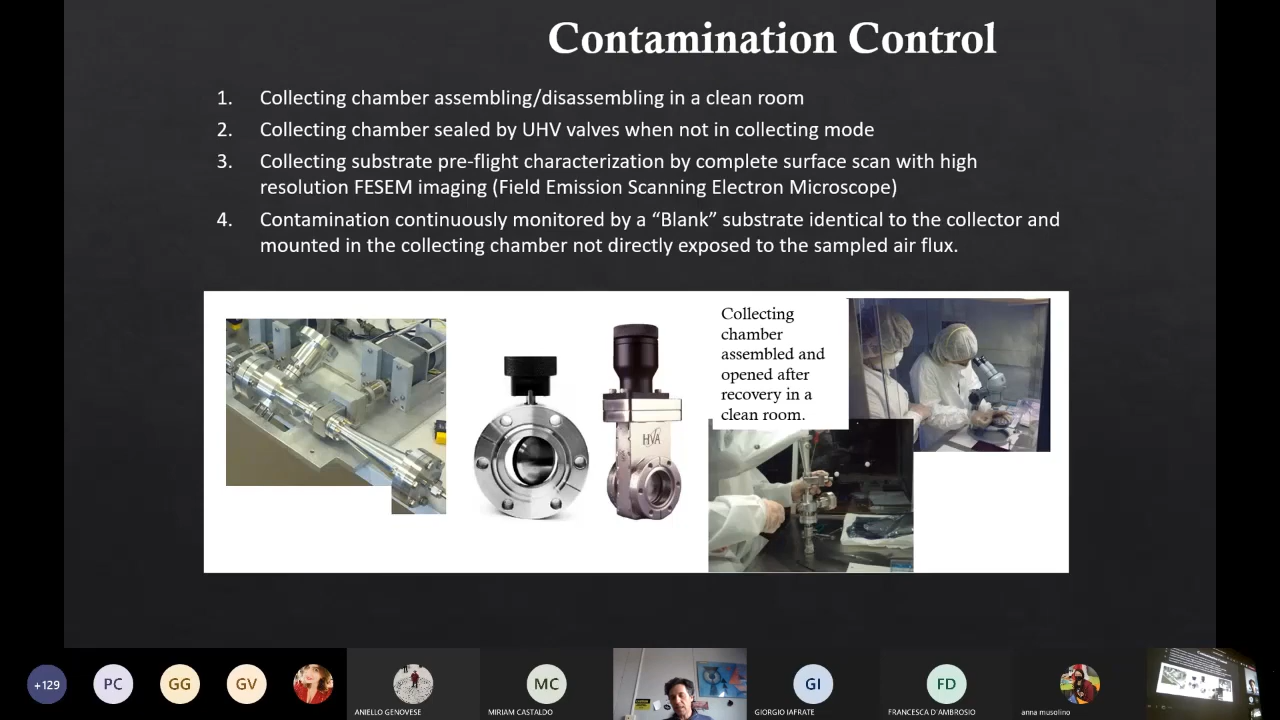 Contamination Control
1. Collecting chamber assembling/disassembling in a clean room
2. Collecting chamber sealed by UHV valves when not in collecting mode
3. Collecting substrate pre-flight characterization by complete surface scan with high
resolution FESEM imaging (Field Emission Scanning Electron Microscope)
4. Contamination continuously monitored by a “Blank” substrate identical to the collector and
mounted in the collecting chamber not directly exposed to the sampled air flux.
Collecting
chamber
assembled and
opened after
recovery in a
clean room.
HVA
+129
PC
GG
GV
ANIELLO GENOVESE
MC
MIRIAM CASTALDO
GI
GIORGIO IAFRATE
FD
FRANCESCA D'AMBROSIO
anna musolino